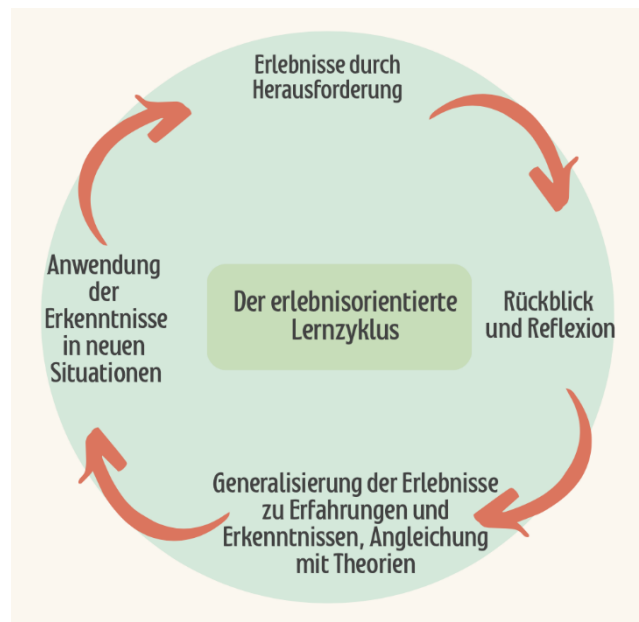 Erlebnisse durch
Herausforderung
Rückblick
und Reflexion
Generalisierung der Erlebnisse
zu Erfahrungen und
Erkenntnissen, Angleichung
mit Theorien
Anwendung
der
Erkenntnisse
in neuen
Situationen
Der erlebnisorientierte
Lernzyklus